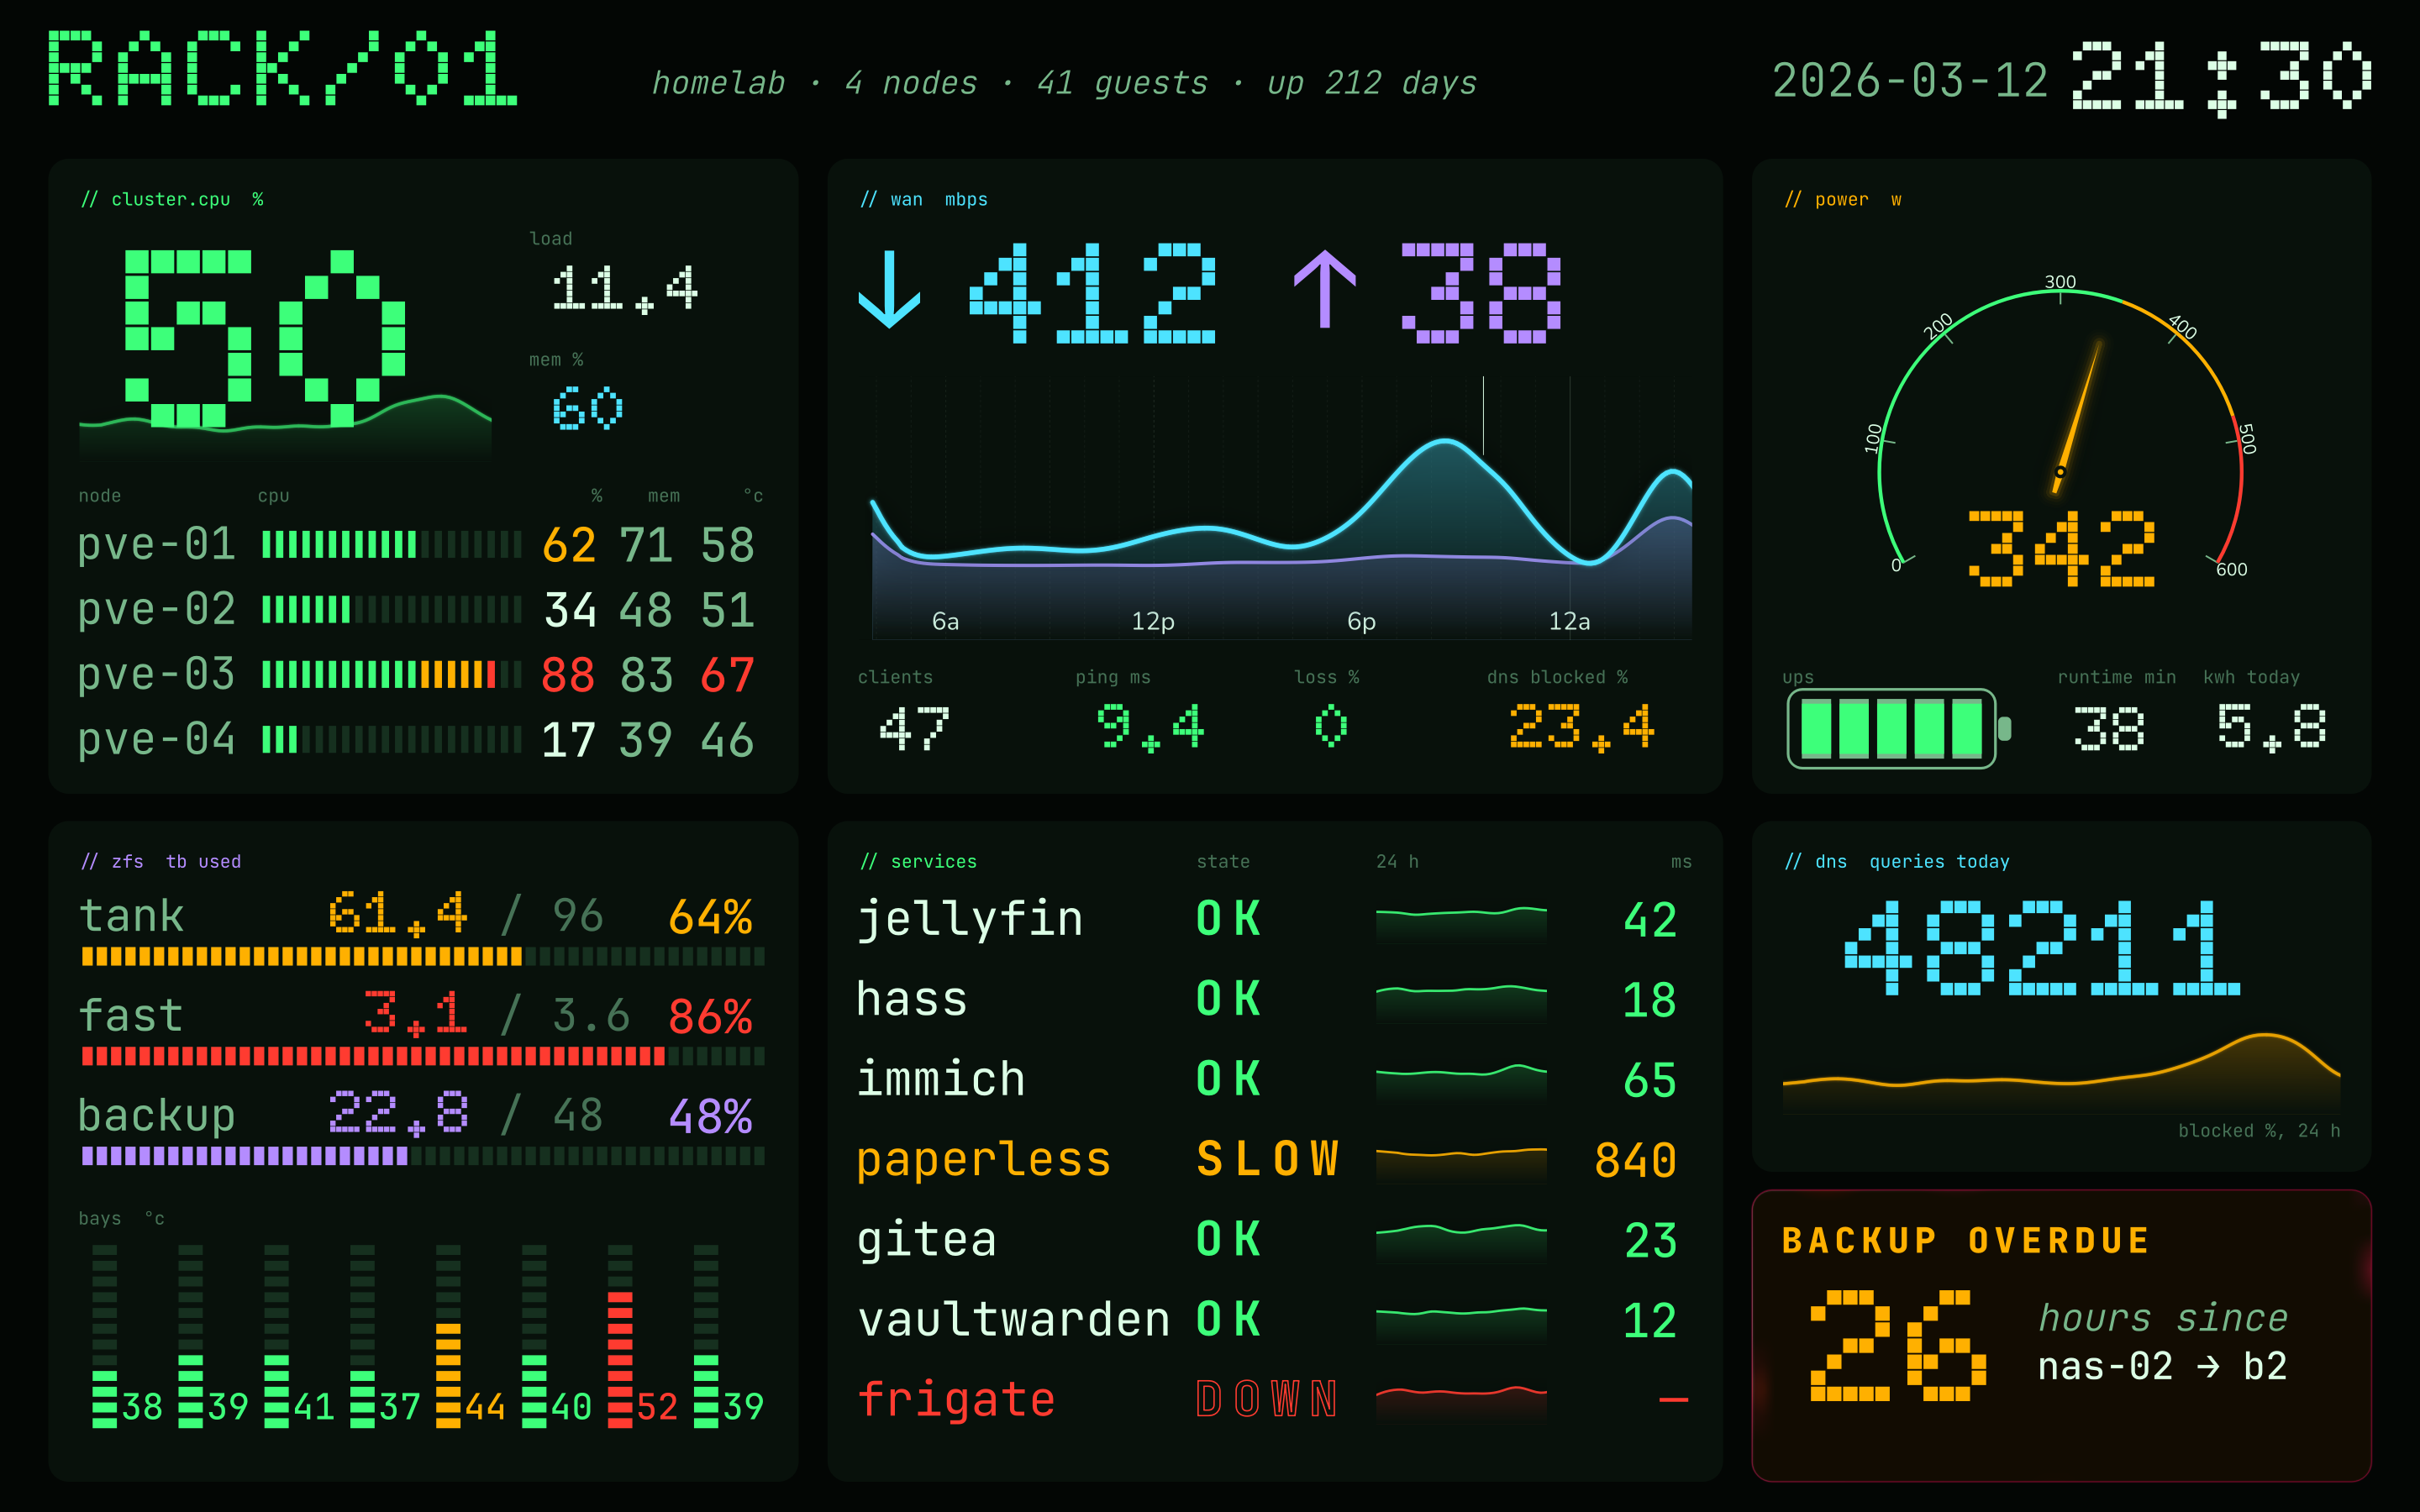 RACK/01
homelab · 4 nodes · 41 guests · up 212 days
2026-03-12 21:30
// cluster.cpu %
50
load
11.4
mem %
60
node cpu % mem °c
pve-01 62 71 58
pve-02 34 48 51
pve-03 88 83 67
pve-04 17 39 46
// wan mbps
↓ 412 ↑ 38
6a 12p 6p 12a
clients ping ms loss % dns blocked %
47 9.4 0 23.4
// power w
0 100 200 300 400 500 600
342
ups runtime min kwh today
38 5.8
// zfs tb used
tank 61.4 / 96 64%
fast 3.1 / 3.6 86%
backup 22.8 / 48 48%
bays °c
38 39 41 37 44 40 52 39
// services state 24 h ms
jellyfin OK 42
hass OK 18
immich OK 65
paperless SLOW 840
gitea OK 23
vaultwarden OK 12
frigate DOWN —
// dns queries today
48211
blocked %, 24 h
BACKUP OVERDUE
26
hours since
nas-02 → b2